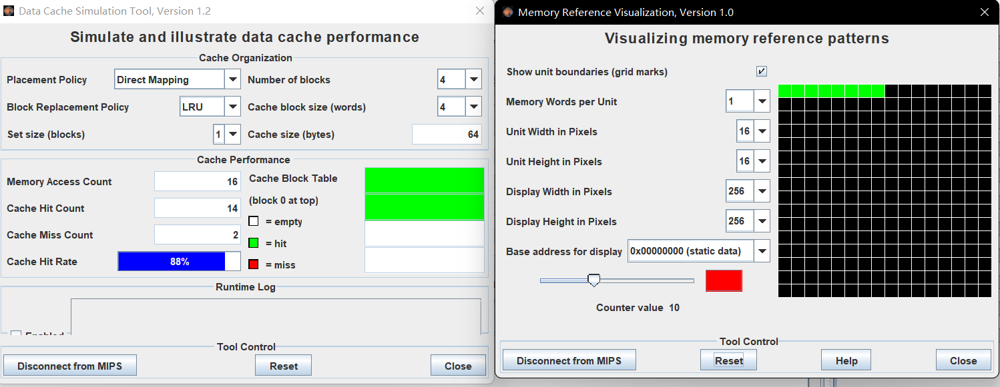 Data Cache Simulation Tool, Version 1.2
Simulate and illustrate data cache performance
Cache Organization
Placement Policy Direct Mapping Number of blocks 4
Block Replacement Policy LRU Cache block size (words) 4
Set size (blocks) 1 Cache size (bytes) 64
Cache Performance
Memory Access Count 16 Cache Block Table
(block 0 at top)
Cache Hit Count 14
= empty
Cache Miss Count 2
= hit
Cache Hit Rate 88%
= miss
Runtime Log
Enabled
Tool Control
Disconnect from MIPS Reset Close
Memory Reference Visualization, Version 1.0
Visualizing memory reference patterns
Show unit boundaries (grid marks)
Memory Words per Unit 1
Unit Width in Pixels 16
Unit Height in Pixels 16
Display Width in Pixels 256
Display Height in Pixels 256
Base address for display 0x00000000 (static data)
Counter value 10
Tool Control
Disconnect from MIPS Reset Help Close